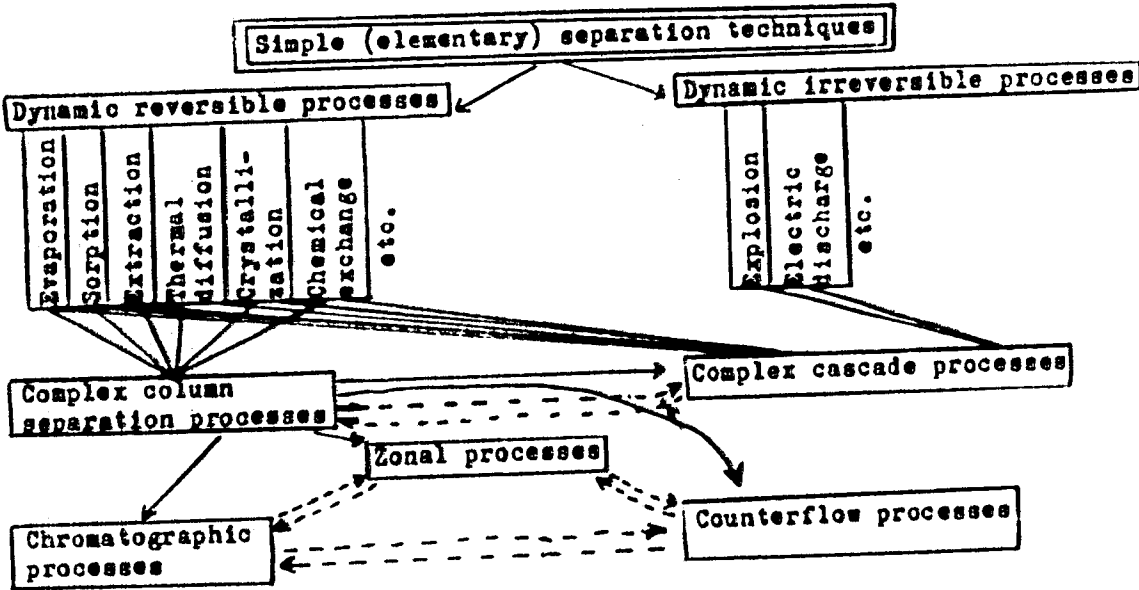 Simple (elementary) separation techniques
Dynamic reversible processes
Dynamic irreversible processes
Evaporation
Sorption
Extraction
Thermal
diffusion
Crystalli-
zation
Chemical
exchange
etc.
Explosion
Electric
discharge
etc.
Complex column
separation processes
Complex cascade processes
Zonal processes
Chromatographic
processes
Counterflow processes